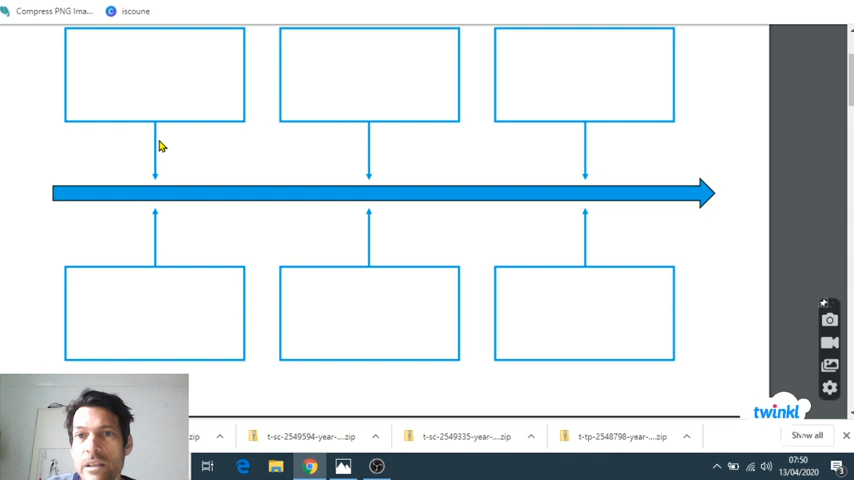 Compress PNG Ima...
iscoune
twinkl
zip
t-sc-2549594-year-....zip
t-sc-2549335-year-....zip
t-tp-2548798-year-....zip
Show all
07:50
13/04/2020
3